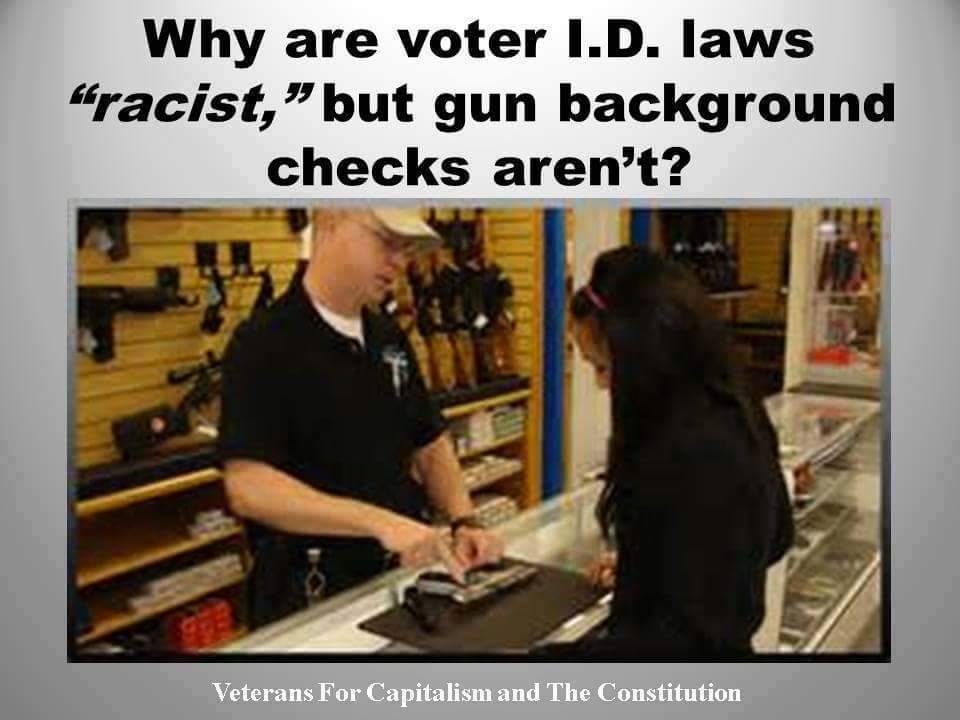 Why are voter I.D. laws
“racist,” but gun background
checks aren’t?
Veterans For Capitalism and The Constitution